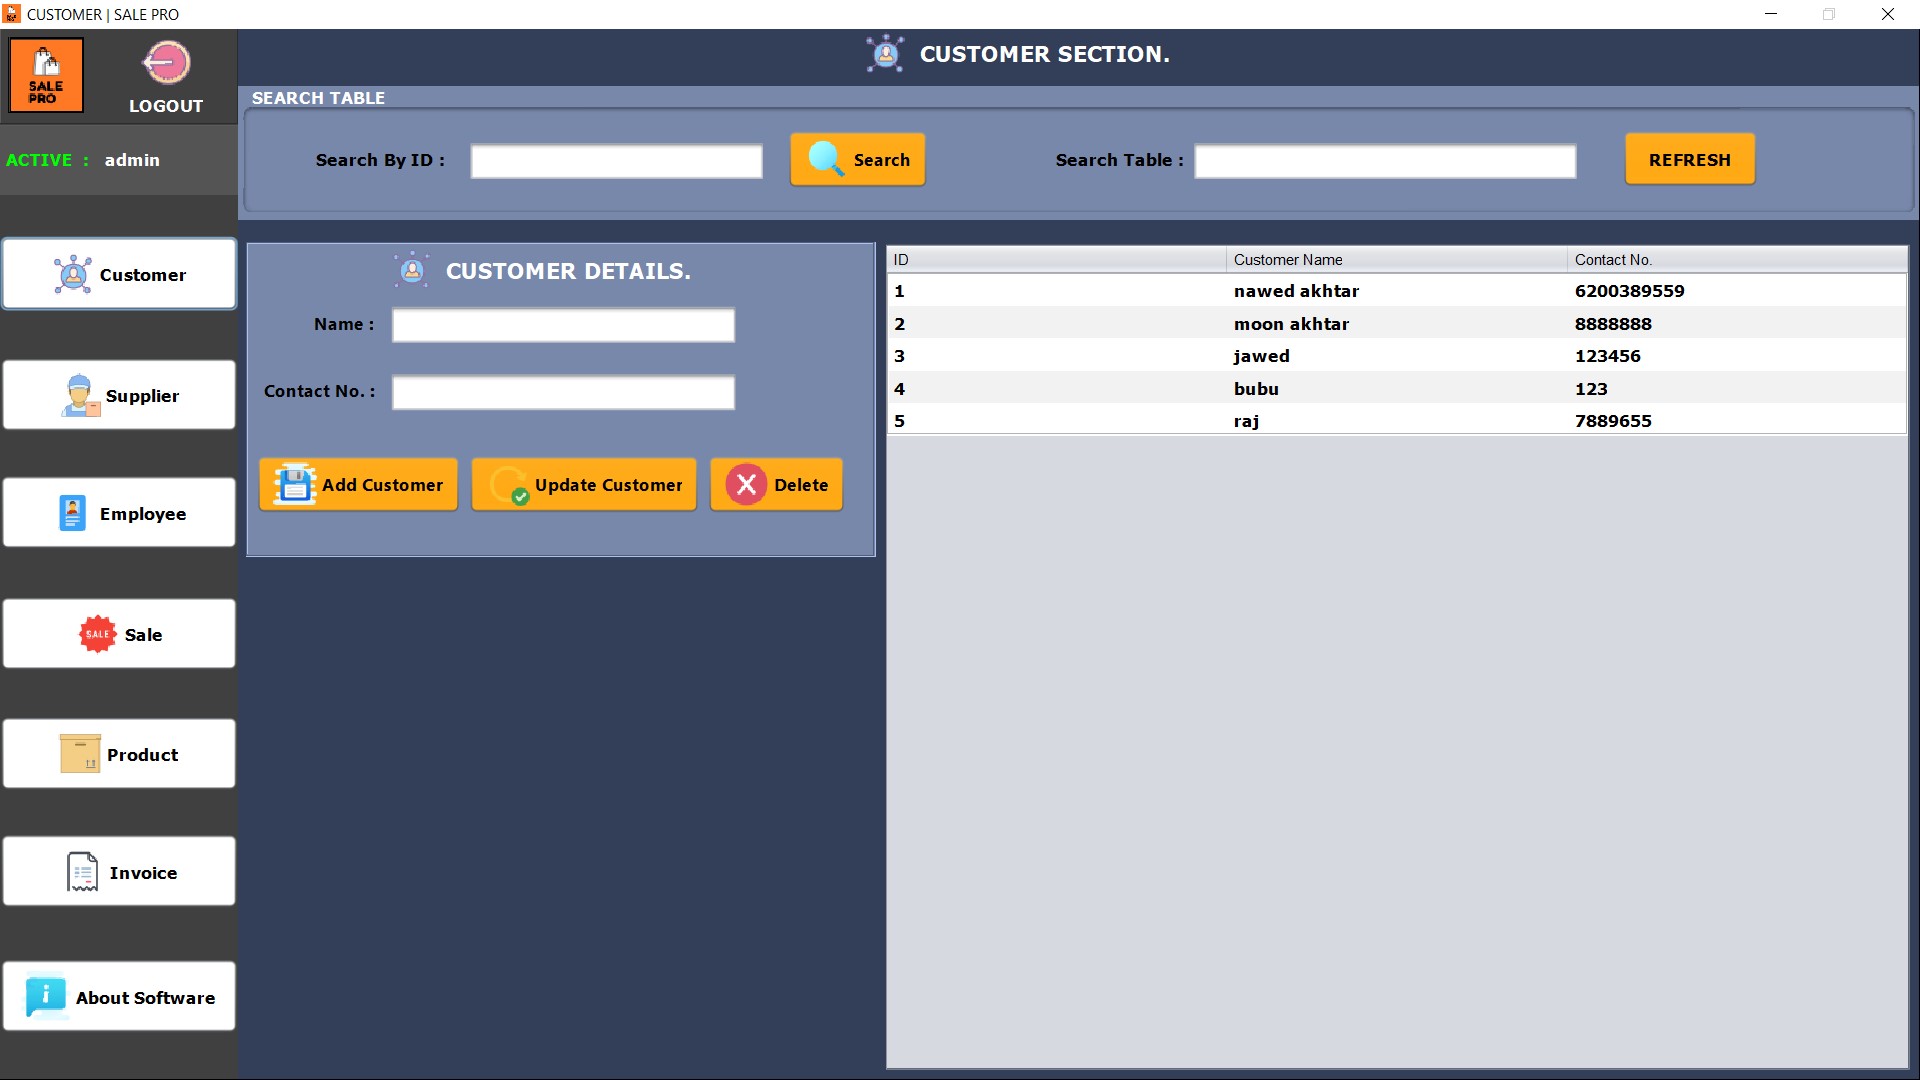 CUSTOMER | SALE PRO
SALE
PRO
LOGOUT
ACTIVE : admin
CUSTOMER SECTION.
SEARCH TABLE
Search By ID :
Search
Search Table :
REFRESH
Customer
Supplier
Employee
SALE
Sale
Product
Invoice
i
About Software
CUSTOMER DETAILS.
Name :
Contact No. :
Add Customer
Update Customer
Delete
ID Customer Name Contact No.
1 nawed akhtar 6200389559
2 moon akhtar 8888888
3 jawed 123456
4 bubu 123
5 raj 7889655